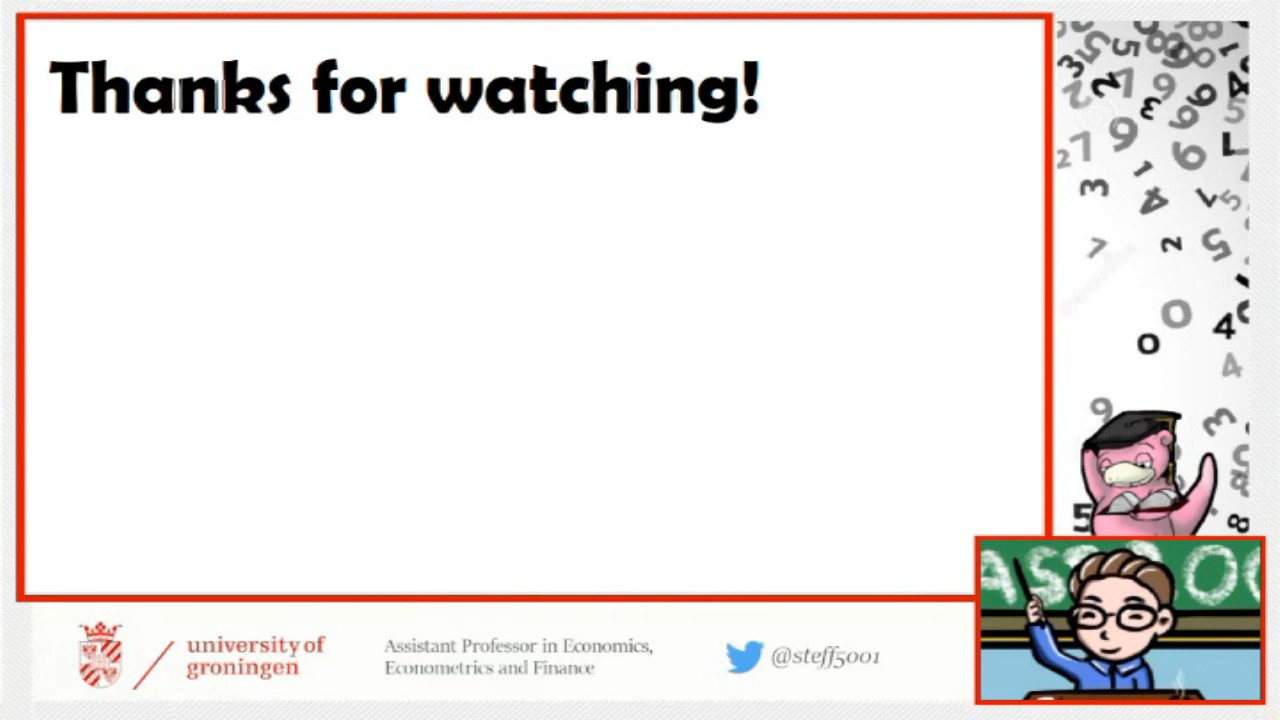 Thanks for watching!
university of
groningen
Assistant Professor in Economics,
Econometrics and Finance
@steff5001